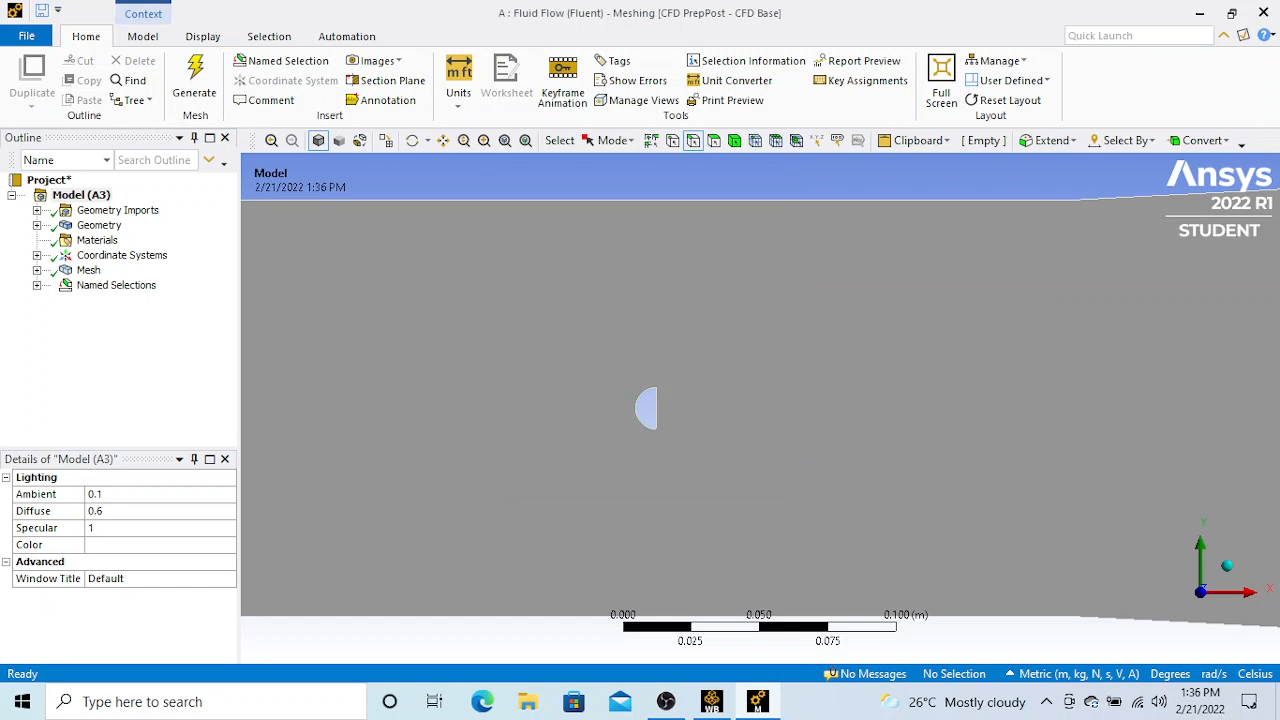 Context
A : Fluid Flow (Fluent) - Meshing [CFD PrepPost - CFD Base]
File Home Model Display Selection Automation
Quick Launch
Duplicate
Cut
Copy
Paste
Delete
Find
Tree
Outline
Generate
Mesh
Named Selection
Coordinate System
Comment
Images
Section Plane
Annotation
Insert
m ft
Units
Worksheet
Keyframe
Animation
Tags
Show Errors
Manage Views
Selection Information
Unit Converter
Print Preview
Report Preview
Key Assignments
Tools
Full
Screen
Manage
User Defined
Reset Layout
Layout
Outline
Select Mode
Clipboard
[ Empty ]
Extend
Select By
Convert
Name
Search Outline
Project*
Model (A3)
Geometry Imports
Geometry
Materials
Coordinate Systems
Mesh
Named Selections
Model
2/21/2022 1:36 PM
Ansys
2022 R1
STUDENT
Details of "Model (A3)"
Lighting
Ambient 0.1
Diffuse 0.6
Specular 1
Color
Advanced
Window Title Default
Y
X
Z
0.000 0.050 0.100 (m)
0.025 0.075
Ready
No Messages
No Selection
Metric (m, kg, N, s, V, A)
Degrees
rad/s
Celsius
Type here to search
WB
M
26°C Mostly cloudy
1:36 PM
2/21/2022